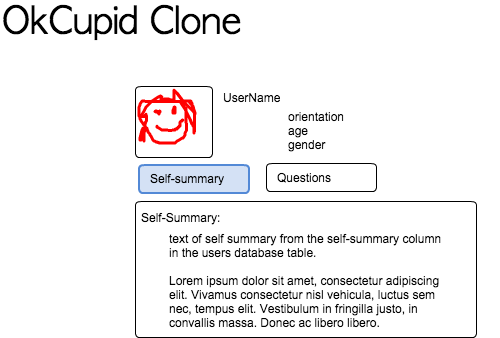 OkCupid Clone
UserName
orientation
age
gender
Self-summary
Questions
Self-Summary:
text of self summary from the self-summary column
in the users database table.
Lorem ipsum dolor sit amet, consectetur adipiscing
elit. Vivamus consectetur nisl vehicula, luctus sem
nec, tempus elit. Vestibulum in fringilla justo, in
convallis massa. Donec ac libero libero.